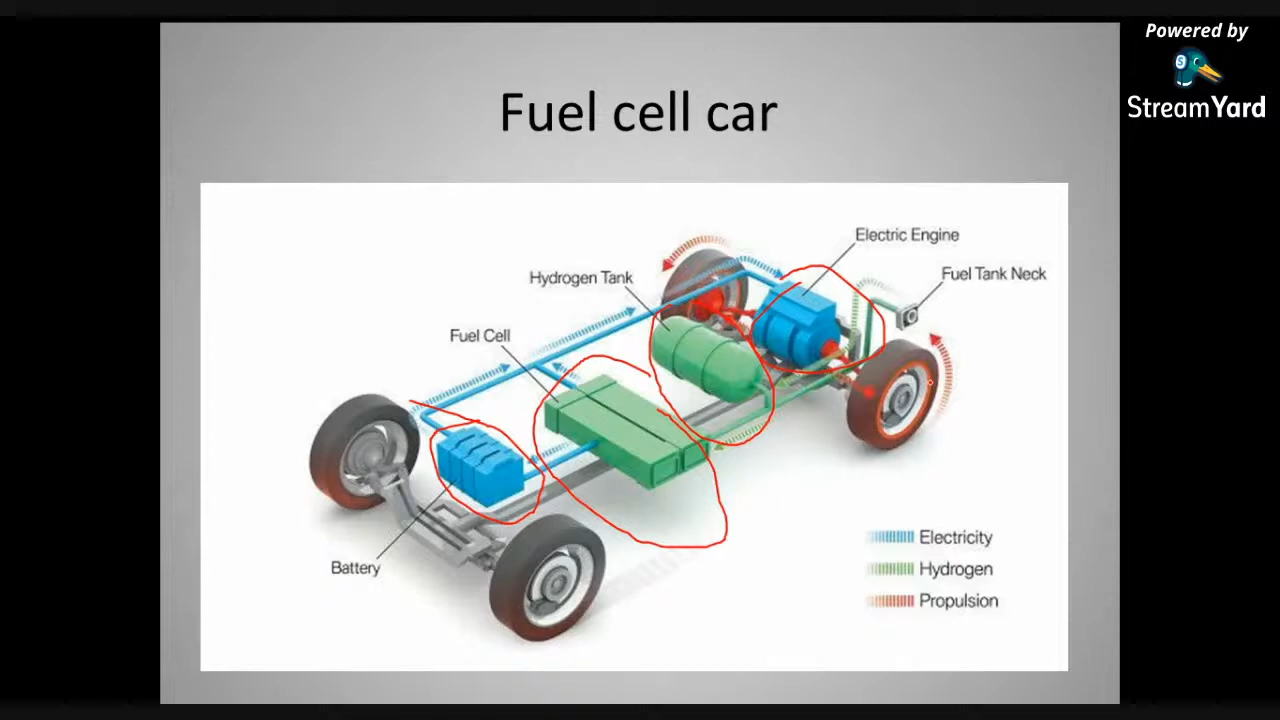 Powered by
S
StreamYard
Fuel cell car
Electric Engine
Hydrogen Tank
Fuel Tank Neck
Fuel Cell
Battery
Electricity
Hydrogen
Propulsion